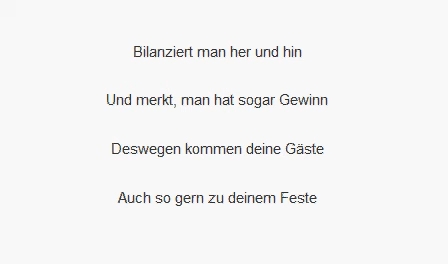 Bilanziert man her und hin
Und merkt, man hat sogar Gewinn
Deswegen kommen deine Gäste
Auch so gern zu deinem Feste